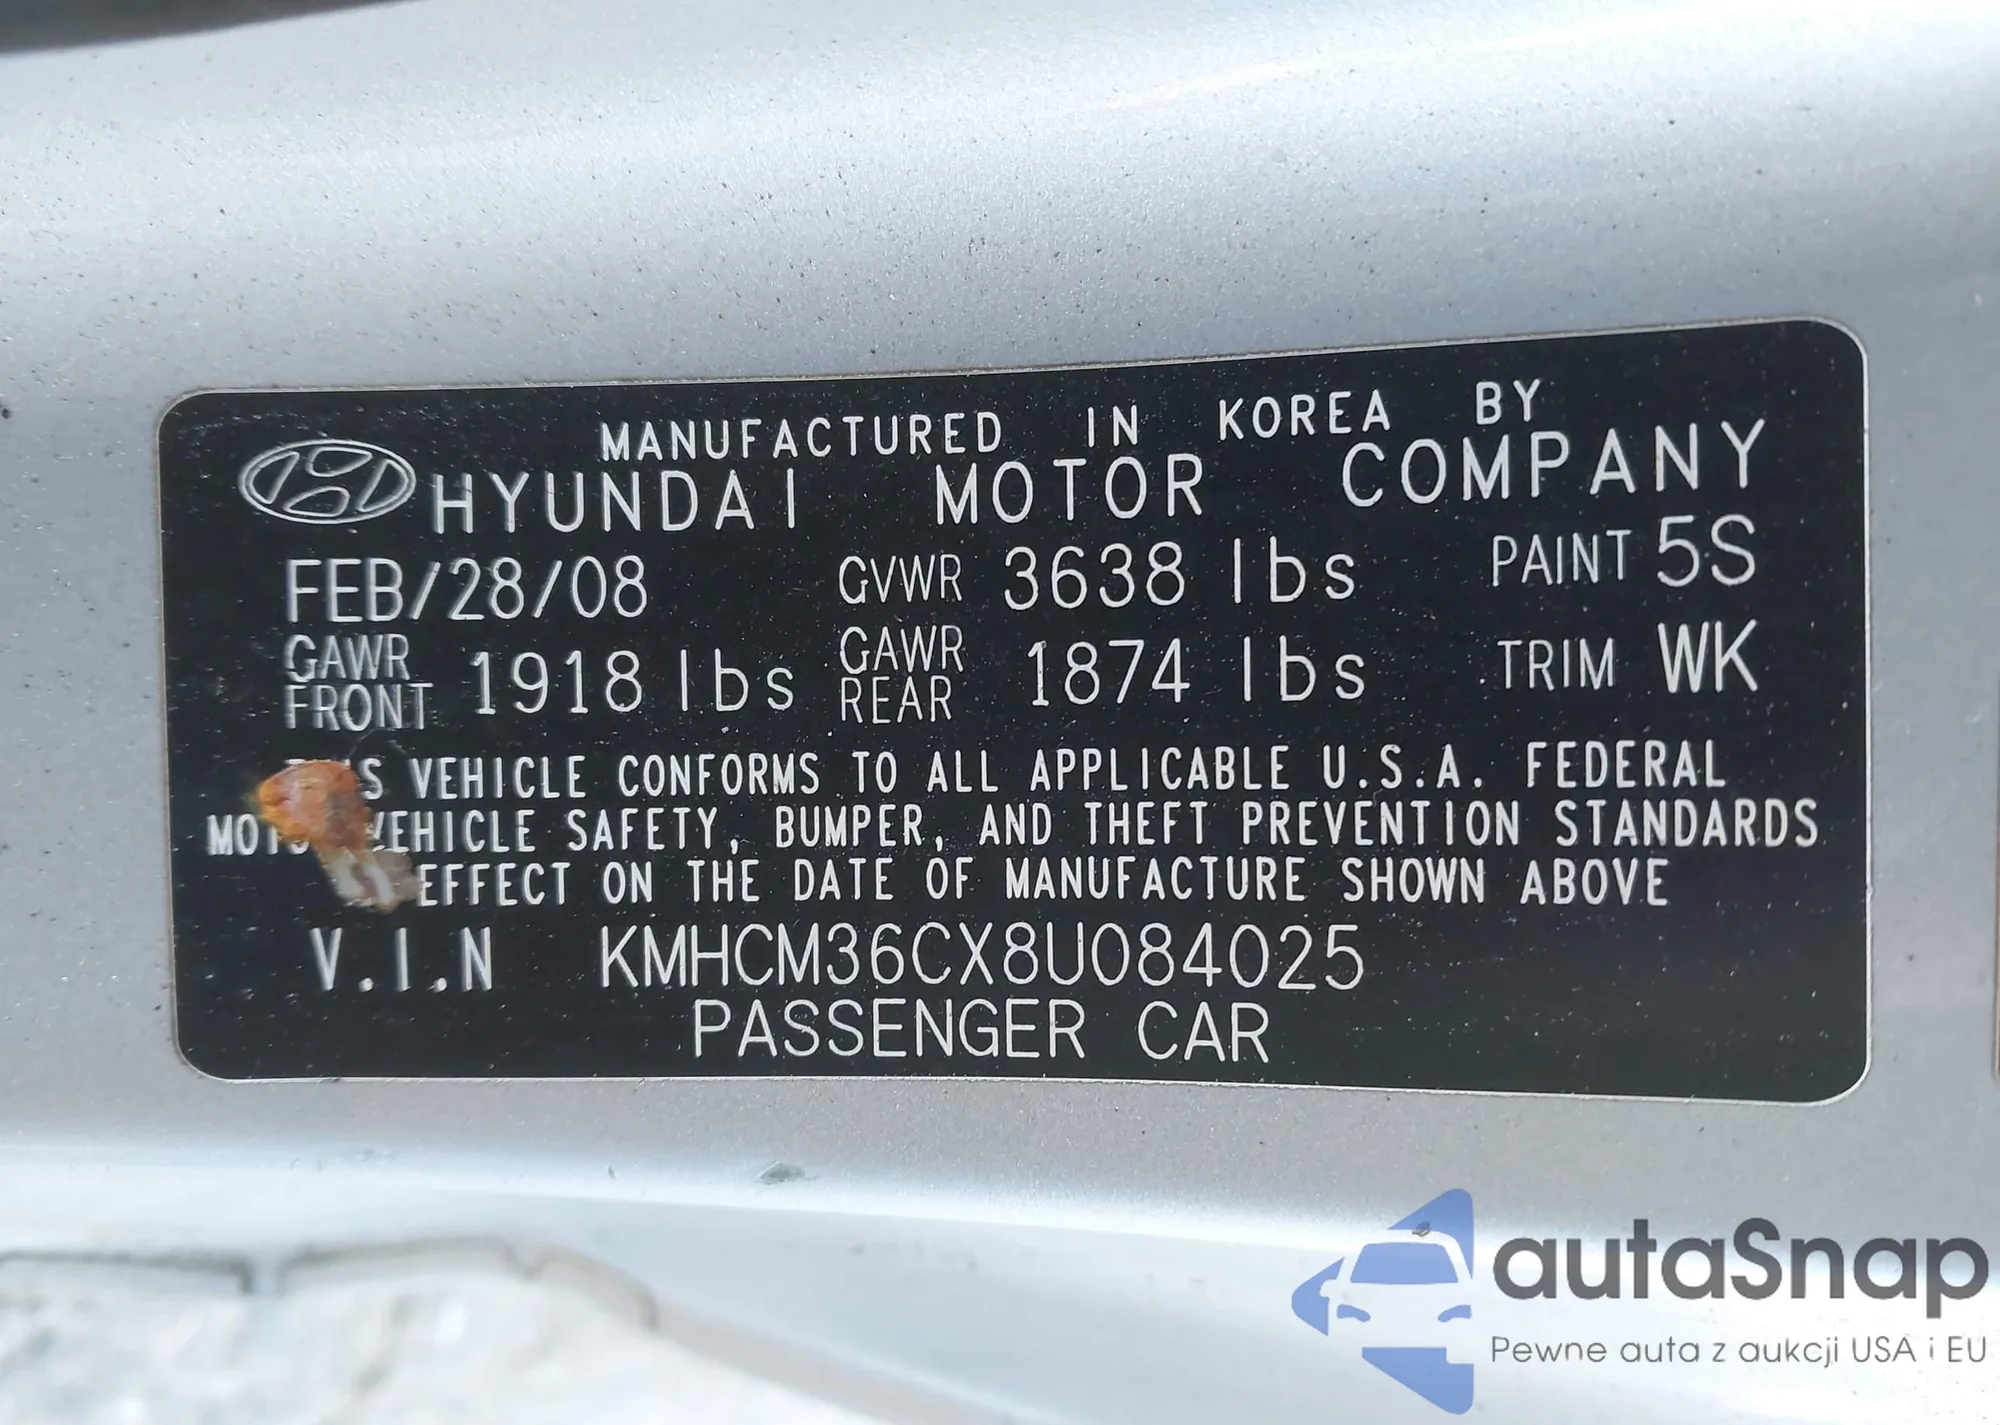 MANUFACTURED IN KOREA BY
HYUNDAI MOTOR COMPANY
FEB/28/08 GVWR 3638 lbs PAINT 5S
GAWR FRONT 1918 lbs GAWR REAR 1874 lbs TRIM WK
VEHICLE CONFORMS TO ALL APPLICABLE U.S.A. FEDERAL
VEHICLE SAFETY, BUMPER, AND THEFT PREVENTION STANDARDS
EFFECT ON THE DATE OF MANUFACTURE SHOWN ABOVE
V.I.N KMHCM36CX8U084025
PASSENGER CAR
autaSnap
Pewne auta z aukcji USA i EU